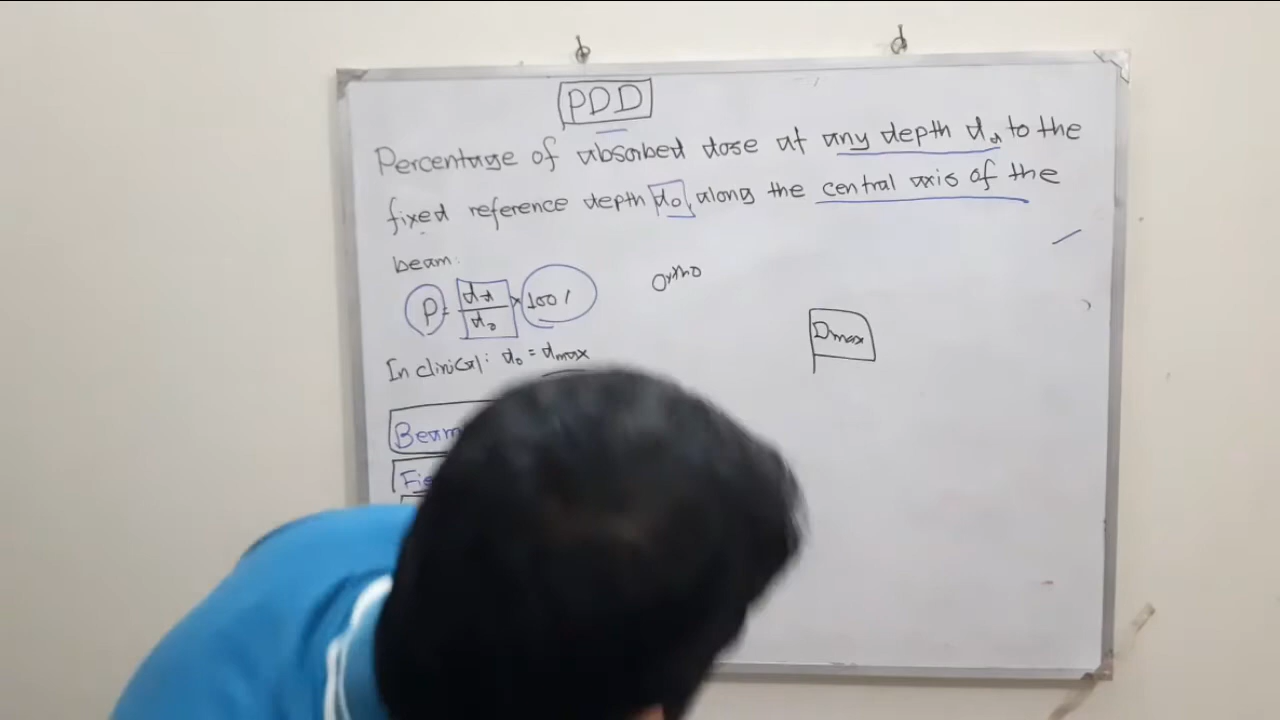 PDD
Percentage of absorbed dose at any depth dd to the
fixed reference depth d0, along the central axis of the
beam.
P = dd/d0 × 100%
Ortho
Dmax
In clinical: d0 = dmax
Beam
Fie